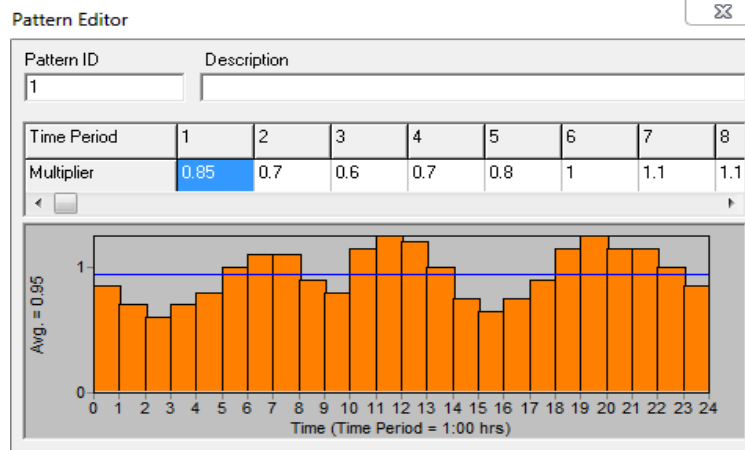 Pattern Editor
Pattern ID Description
1
Time Period 1 2 3 4 5 6 7 8
Multiplier 0.85 0.7 0.6 0.7 0.8 1 1.1 1.1
Avg. = 0.95
1
0
0 1 2 3 4 5 6 7 8 9 10 11 12 13 14 15 16 17 18 19 20 21 22 23 24
Time (Time Period = 1:00 hrs)